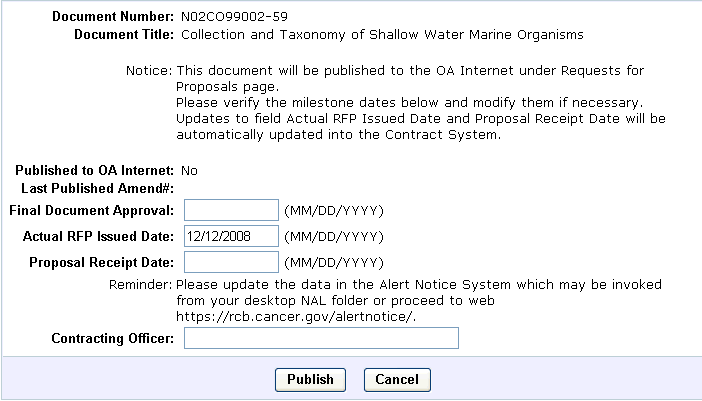 Document Number: N02CO99002-59
Document Title: Collection and Taxonomy of Shallow Water Marine Organisms
Notice: This document will be published to the OA Internet under Requests for
Proposals page.
Please verify the milestone dates below and modify them if necessary.
Updates to field Actual RFP Issued Date and Proposal Receipt Date will be
automatically updated into the Contract System.
Published to OA Internet: No
Last Published Amend#:
Final Document Approval: (MM/DD/YYYY)
Actual RFP Issued Date: 12/12/2008 (MM/DD/YYYY)
Proposal Receipt Date: (MM/DD/YYYY)
Reminder: Please update the data in the Alert Notice System which may be invoked
from your desktop NAL folder or proceed to web
https://rcb.cancer.gov/alertnotice/.
Contracting Officer:
Publish Cancel